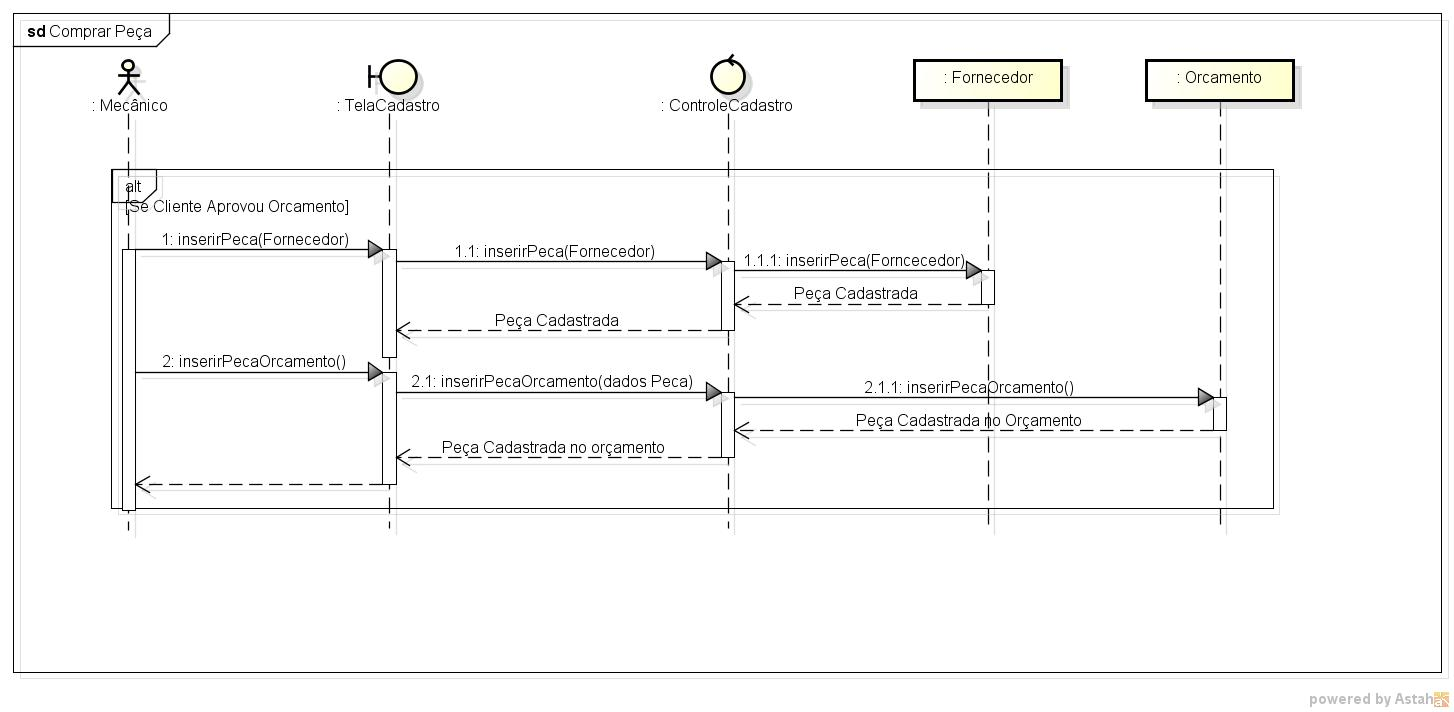 sd Comprar Peça
: Mecânico
: TelaCadastro
: ControleCadastro
: Fornecedor
: Orcamento
alt
[Se Cliente Aprovou Orcamento]
1: inserirPeca(Fornecedor)
1.1: inserirPeca(Fornecedor)
1.1.1: inserirPeca(Forncecedor)
Peça Cadastrada
Peça Cadastrada
2: inserirPecaOrcamento()
2.1: inserirPecaOrcamento(dados Peca)
2.1.1: inserirPecaOrcamento()
Peça Cadastrada no Orçamento
Peça Cadastrada no orçamento
powered by Astah